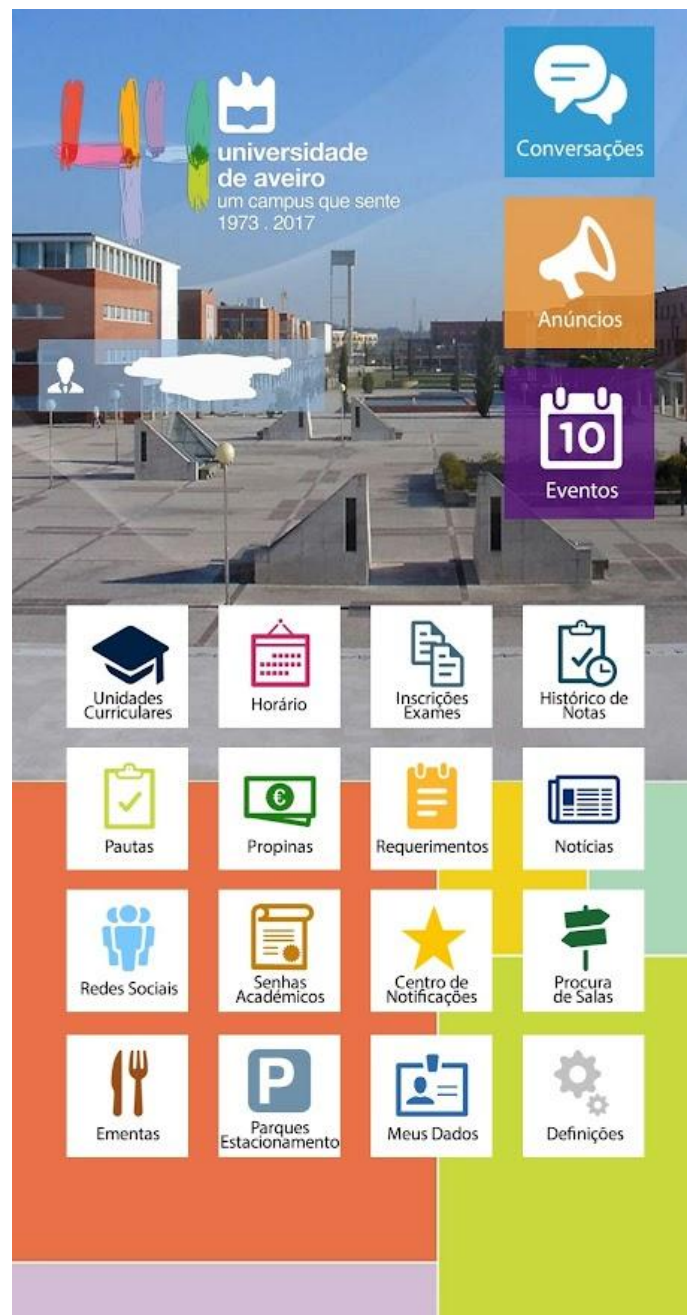 universidade
de aveiro
um campus que sente
1973 . 2017
Conversações
Anúncios
10
Eventos
Unidades
Curriculares
Horário
Inscrições
Exames
Histórico de
Notas
Pautas
€
Propinas
Requerimentos
Notícias
Redes Sociais
Senhas
Académicos
Centro de
Notificações
Procura
de Salas
Ementas
P
Parques
Estacionamento
Meus Dados
Definições